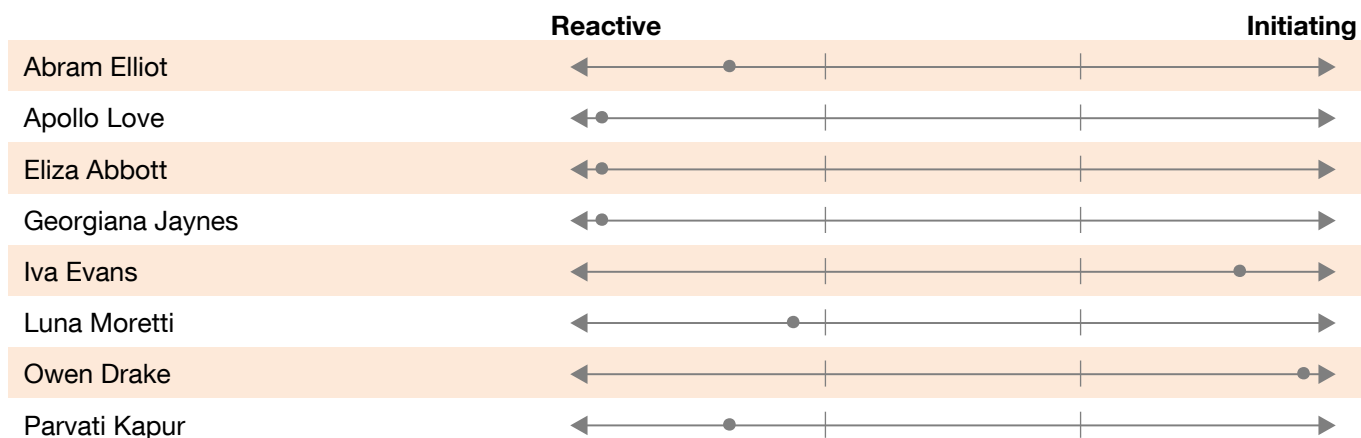 Reactive Initiating
Abram Elliot
Apollo Love
Eliza Abbott
Georgiana Jaynes
Iva Evans
Luna Moretti
Owen Drake
Parvati Kapur